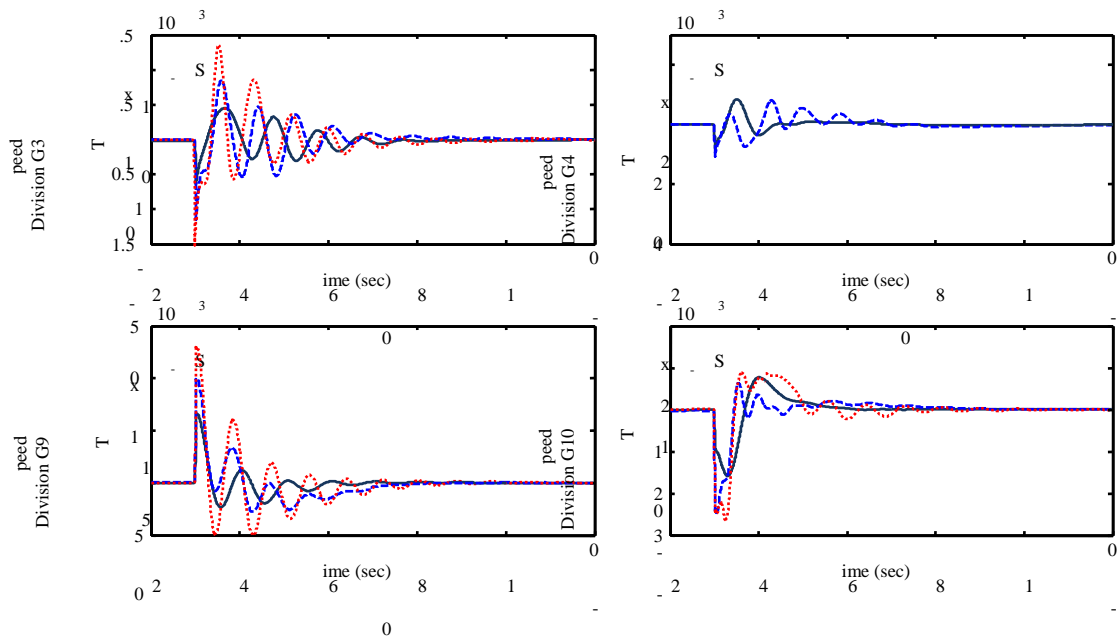 10 3
10 3
.5
S
-
S
-
x
.5 1
x
T
T
peed
Division G3
peed
Division G4
1
0.5 0
2
2
1
0
1.5
0
4
-
0
0
ime (sec)
ime (sec)
- 2 4 6 8 1
2 4 6 8 1 -
10 3
0
10 3
0
5
S
-
S
-
0
x
x
2
T
T
1
1
1
peed
Division G9
peed
Division G10
1
2
0
5
5
3
0
0
-
ime (sec)
ime (sec)
0 2 4 6 8 1 -
- 2 4 6 8 1 -
0